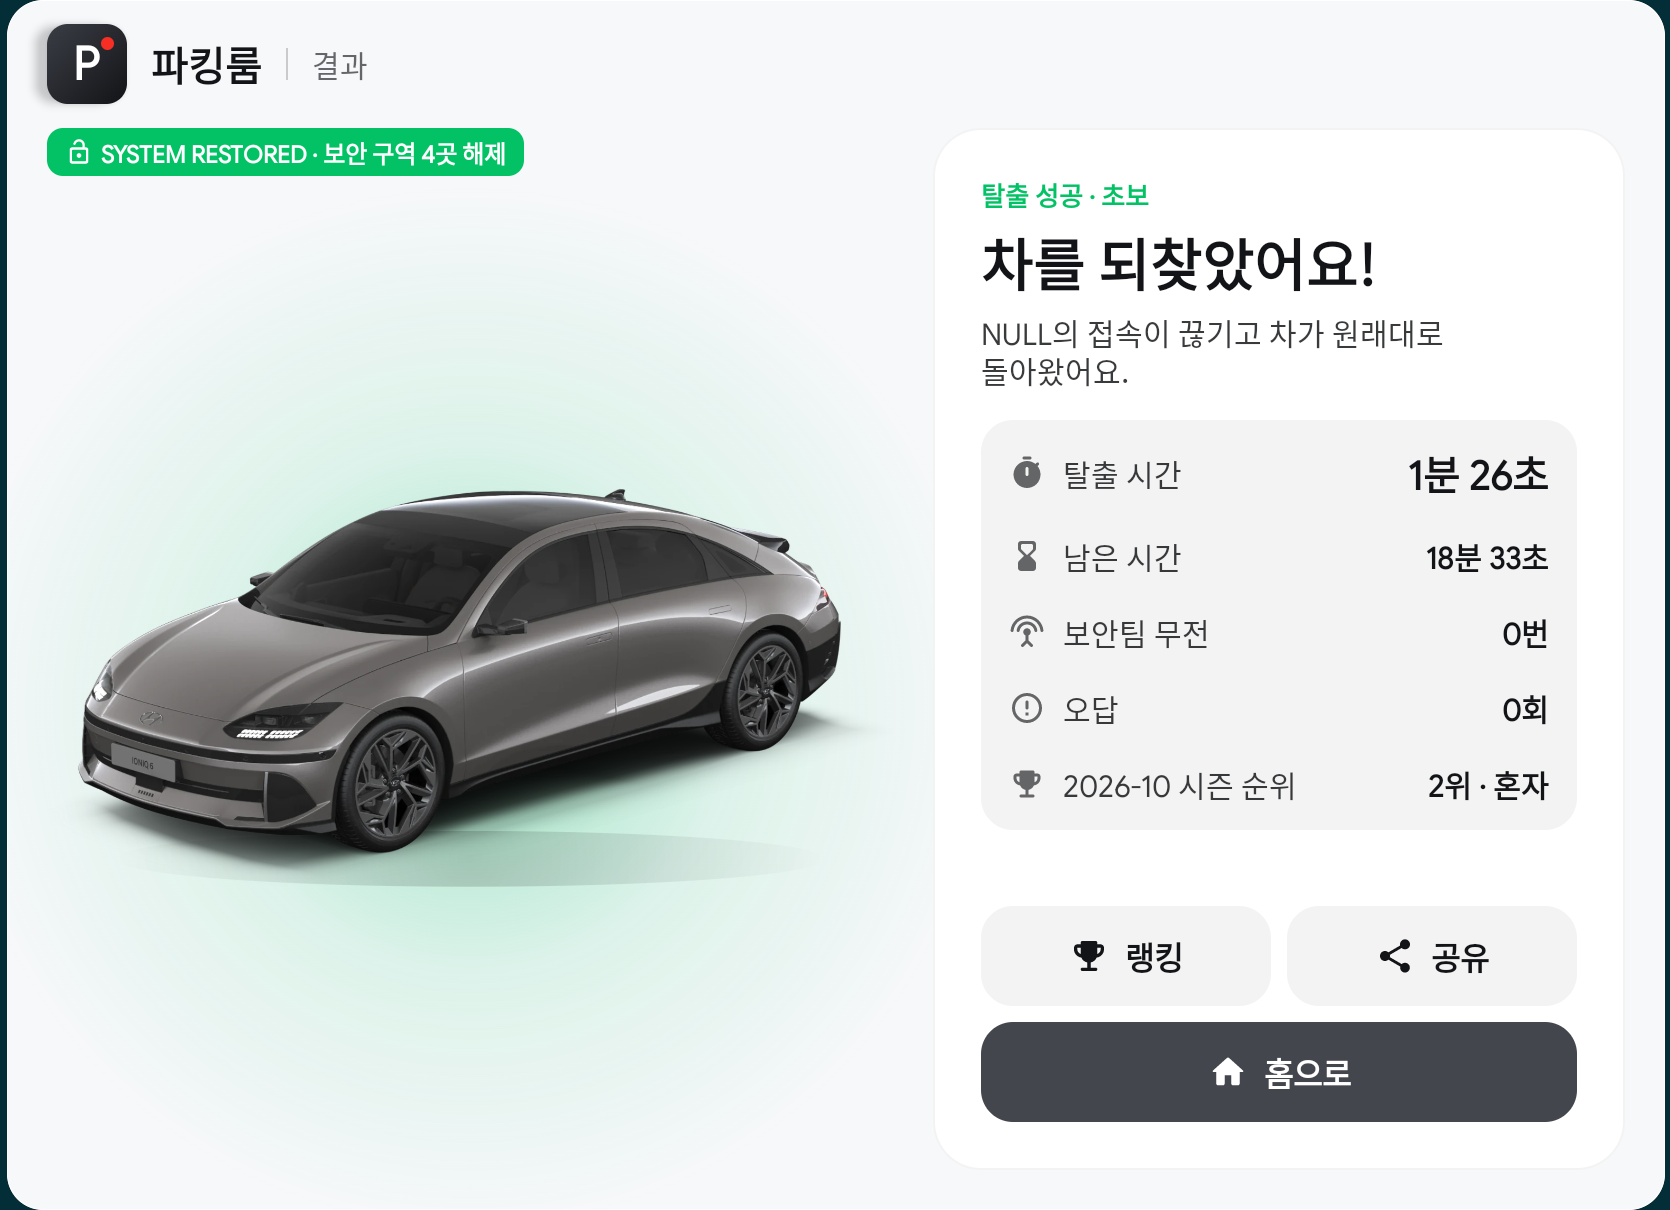 P
파킹룸
결과
SYSTEM RESTORED · 보안 구역 4곳 해제
탈출 성공 · 초보
차를 되찾았어요!
NULL의 접속이 끊기고 차가 원래대로
돌아왔어요.
탈출 시간 1분 26초
남은 시간 18분 33초
보안팀 무전 0번
오답 0회
2026-10 시즌 순위 2위 · 혼자
IONIQ 6
랭킹
공유
홈으로